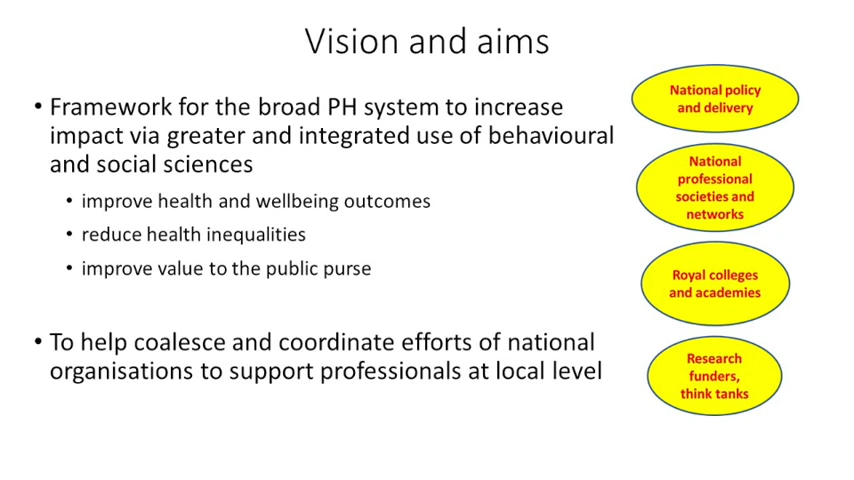 Vision and aims
• Framework for the broad PH system to increase
impact via greater and integrated use of behavioural
and social sciences
• improve health and wellbeing outcomes
• reduce health inequalities
• improve value to the public purse
• To help coalesce and coordinate efforts of national
organisations to support professionals at local level
National policy
and delivery
National
professional
societies and
networks
Royal colleges
and academies
Research
funders,
think tanks